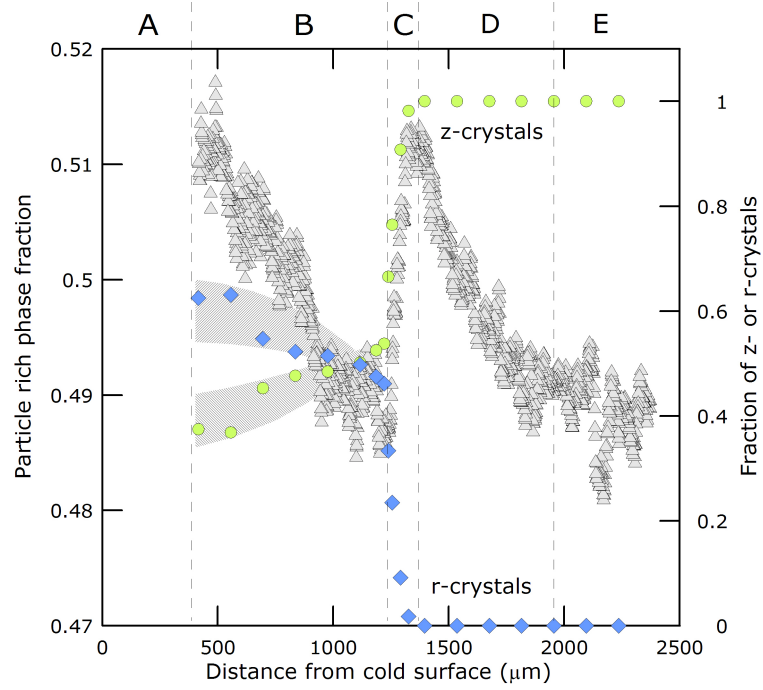 A B C D E
0.52
0.51
0.5
0.49
0.48
0.47
Particle rich phase fraction
z-crystals
r-crystals
1
0.8
0.6
0.4
0.2
0
Fraction of z- or r-crystals
0 500 1000 1500 2000 2500
Distance from cold surface (μm)